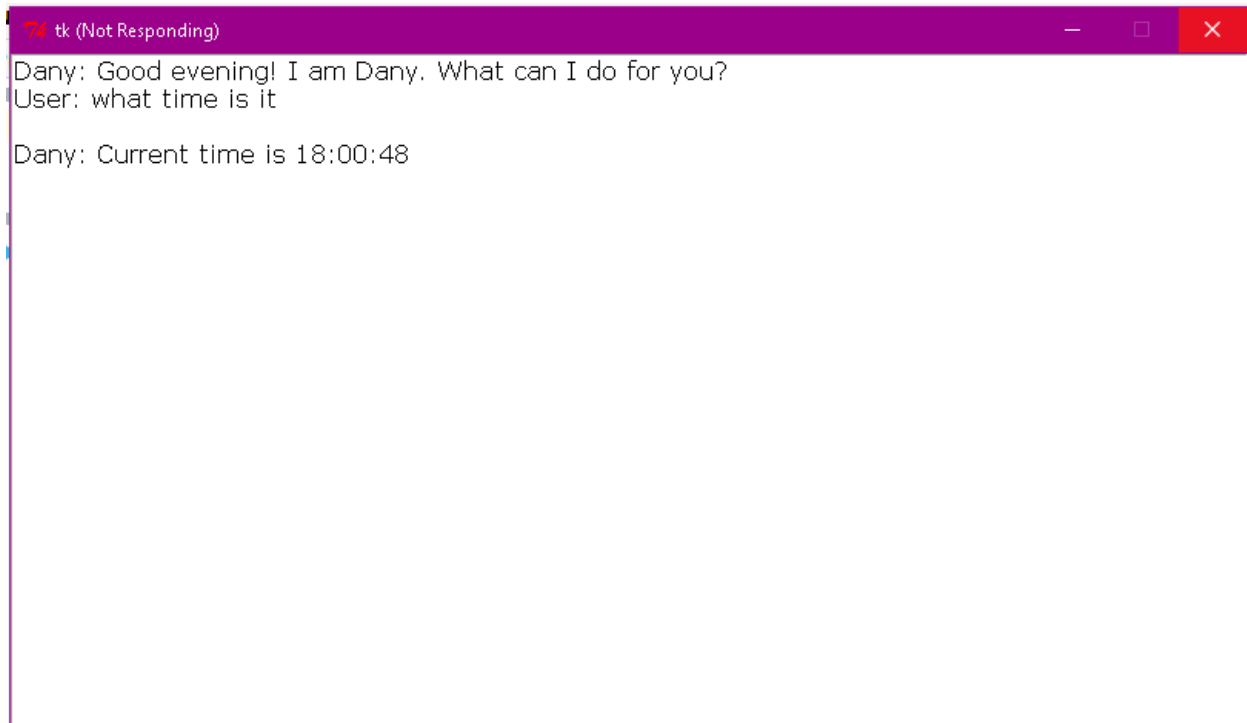 tk (Not Responding)
Dany: Good evening! I am Dany. What can I do for you?
User: what time is it
Dany: Current time is 18:00:48